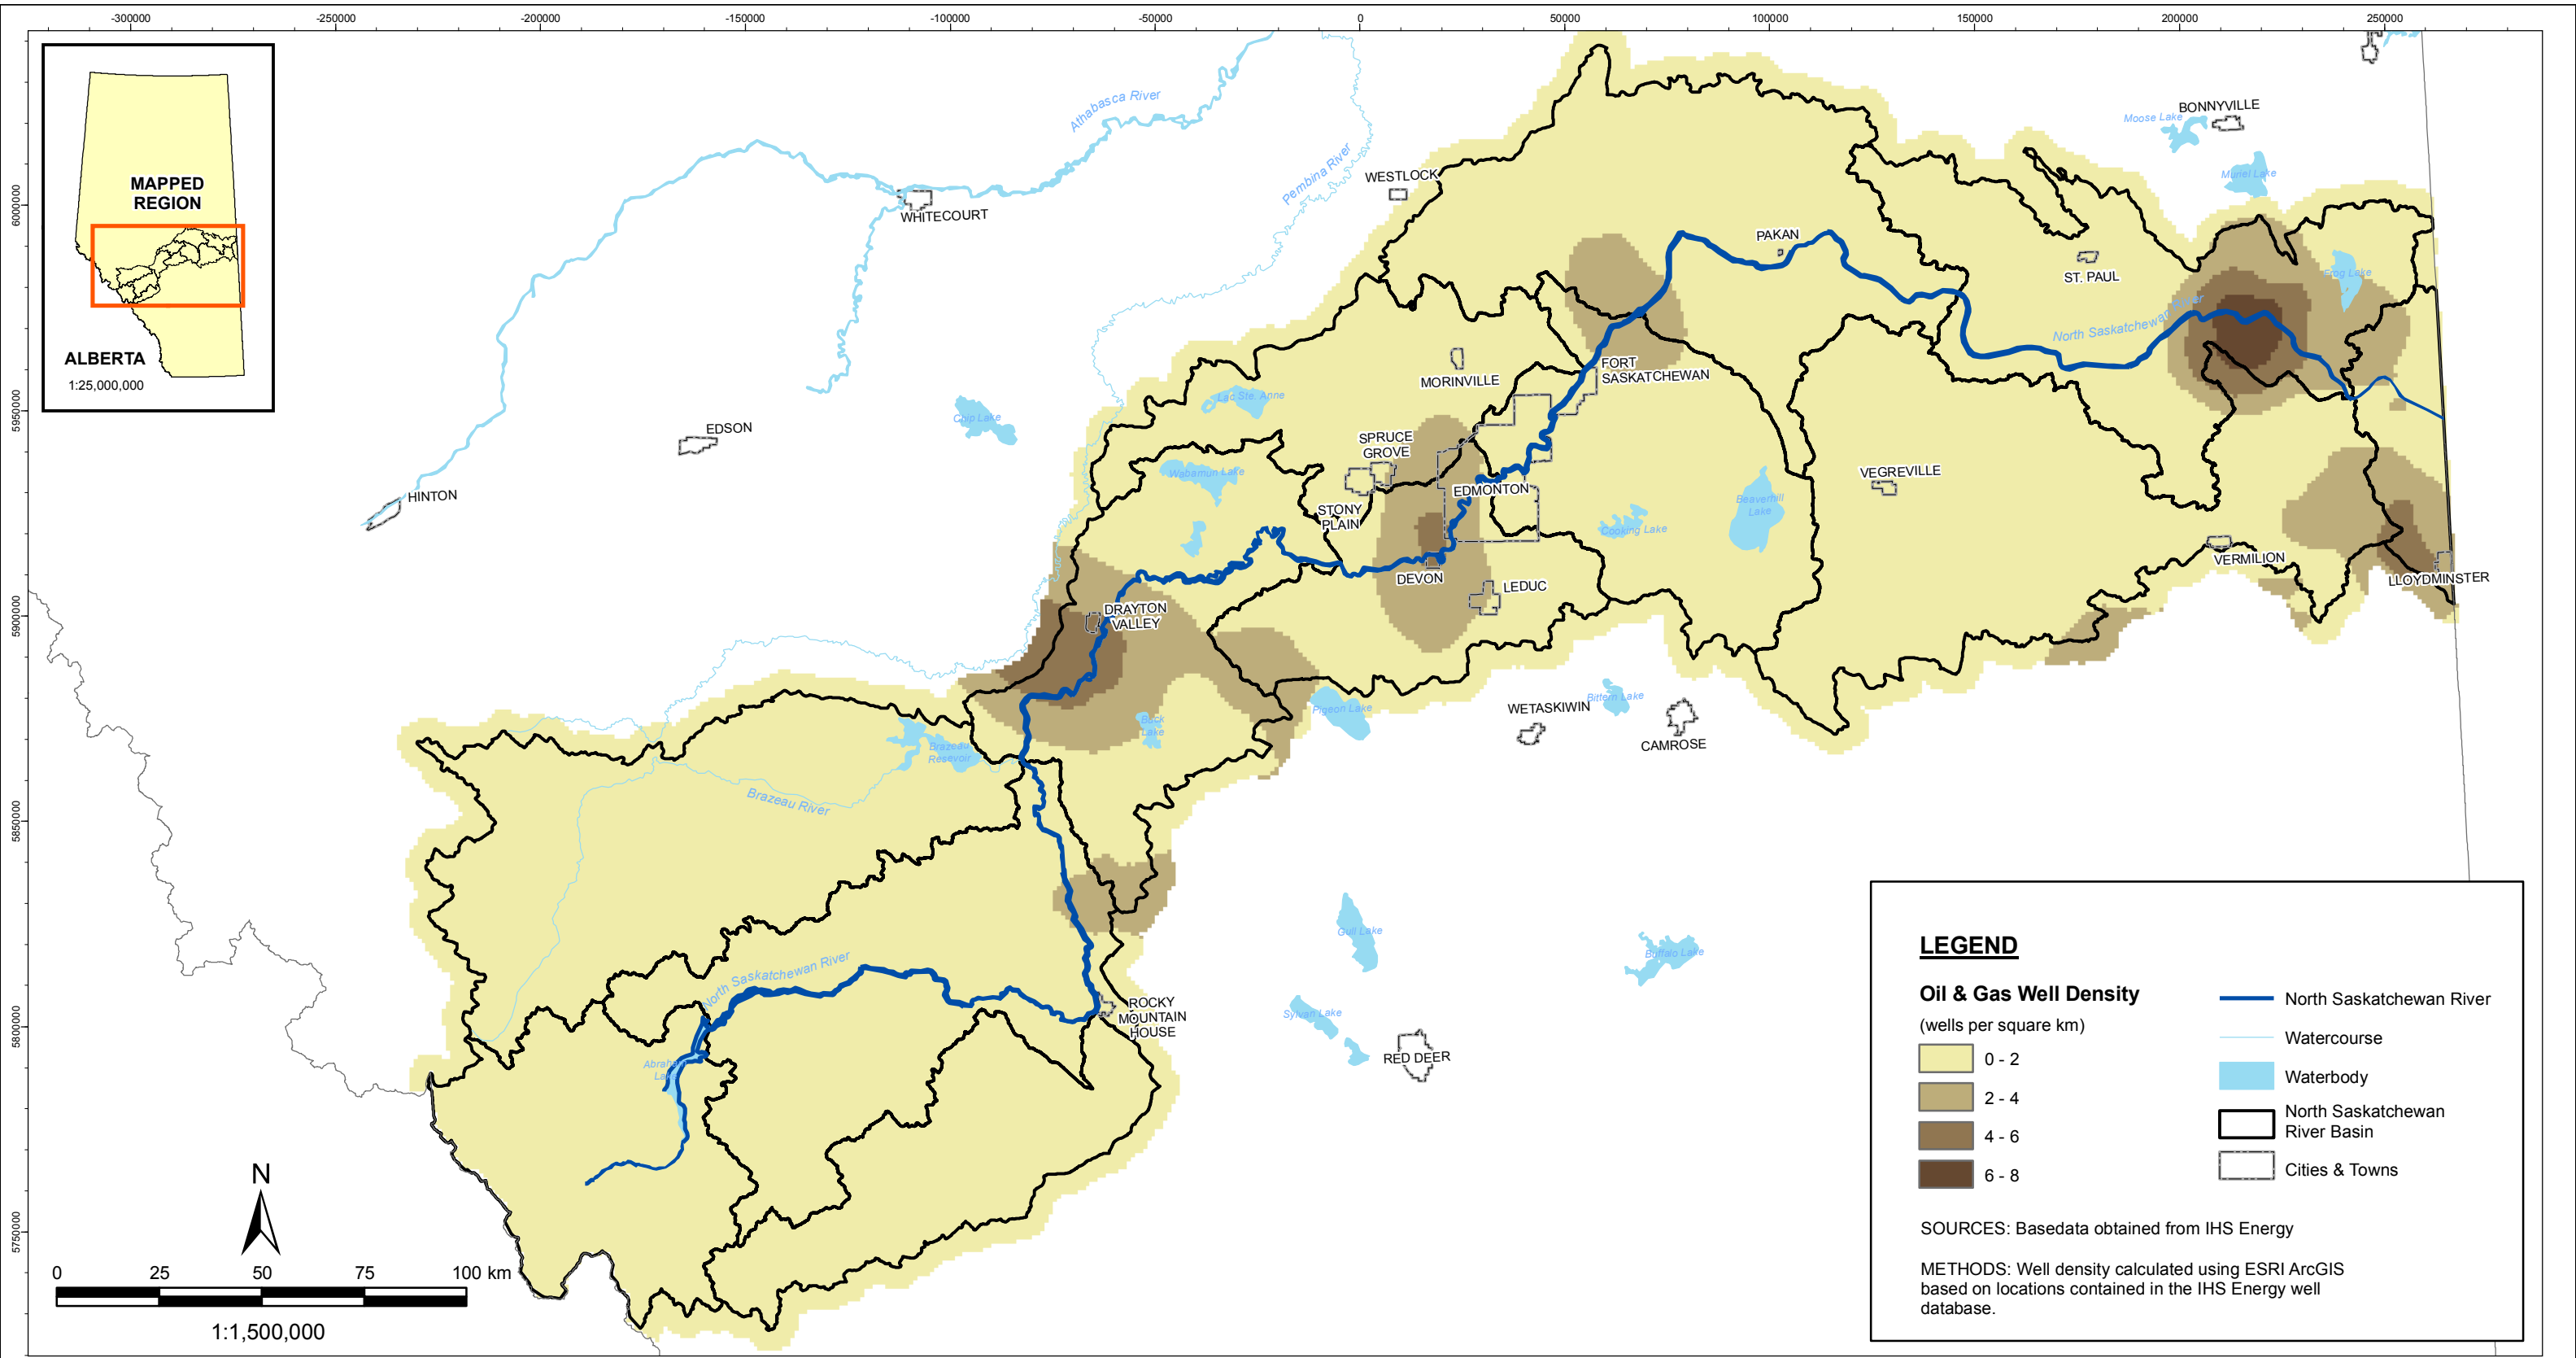 -300000
-250000
-200000
-150000
-100000
-50000
0
50000
100000
150000
200000
250000
6000000
5950000
5900000
5850000
5800000
5750000
MAPPED
REGION
ALBERTA
1:25,000,000
Athabasca River
Pembina River
WHITECOURT
WESTLOCK
BONNYVILLE
Moose Lake
Muriel Lake
PAKAN
ST. PAUL
Frog Lake
North Saskatchewan River
MORINVILLE
FORT
SASKATCHEWAN
Lac Ste. Anne
Chip Lake
EDSON
HINTON
Wabamun Lake
SPRUCE
GROVE
STONY
PLAIN
EDMONTON
Cooking Lake
Beaverhill
Lake
VEGREVILLE
VERMILION
LLOYDMINSTER
DEVON
LEDUC
DRAYTON
VALLEY
Pigeon Lake
WETASKIWIN
Bittern Lake
CAMROSE
Buck
Lake
Brazeau
Resevoir
Brazeau River
North Saskatchewan River
Abraham
Lake
ROCKY
MOUNTAIN
HOUSE
Gull Lake
Buffalo Lake
Sylvan Lake
RED DEER
N
0
25
50
75
100 km
1:1,500,000
LEGEND
Oil & Gas Well Density
(wells per square km)
0 - 2
2 - 4
4 - 6
6 - 8
North Saskatchewan River
Watercourse
Waterbody
North Saskatchewan
River Basin
Cities & Towns
SOURCES: Basedata obtained from IHS Energy
METHODS: Well density calculated using ESRI ArcGIS
based on locations contained in the IHS Energy well
database.